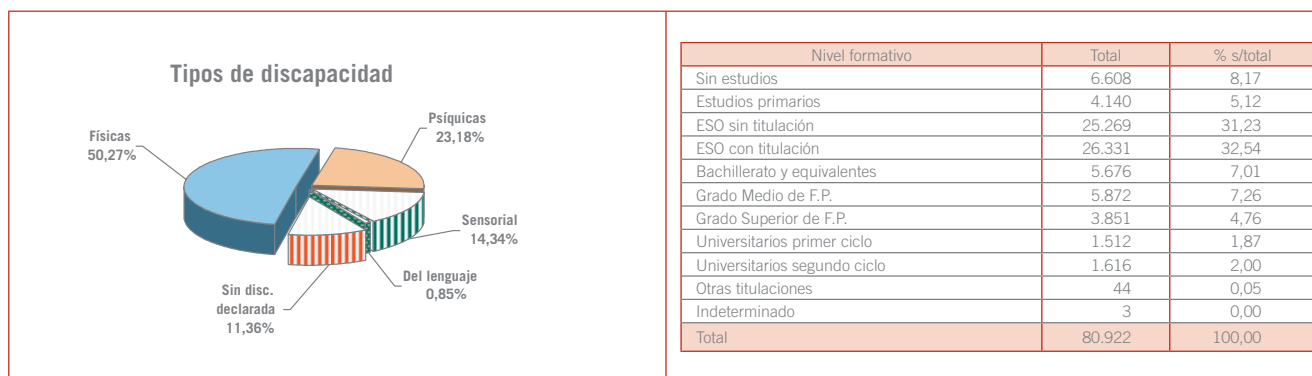 Tipos de discapacidad
Psíquicas
23,18%
Físicas
50,27%
Sensorial
14,34%
Del lenguaje
0,85%
Sin disc.
declarada
11,36%
Nivel formativo Total % s/total
Sin estudios 6.608 8,17
Estudios primarios 4.140 5,12
ESO sin titulación 25.269 31,23
ESO con titulación 26.331 32,54
Bachillerato y equivalentes 5.676 7,01
Grado Medio de F.P. 5.872 7,26
Grado Superior de F.P. 3.851 4,76
Universitarios primer ciclo 1.512 1,87
Universitarios segundo ciclo 1.616 2,00
Otras titulaciones 44 0,05
Indeterminado 3 0,00
Total 80.922 100,00